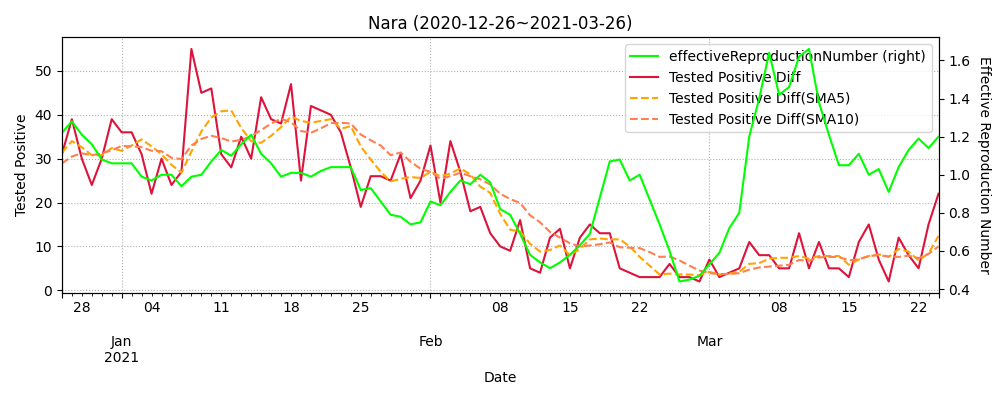 Nara (2020-12-26~2021-03-26)
effectiveReproductionNumber (right)
Tested Positive Diff
Tested Positive Diff(SMA5)
Tested Positive Diff(SMA10)
Tested Positive
50
40
30
20
10
0
1.6
1.4
1.2
1.0
0.8
0.6
0.4
Effective Reproduction Number
28 04 11 18 25 08 15 22 08 15 22
Jan Feb Mar
2021
Date